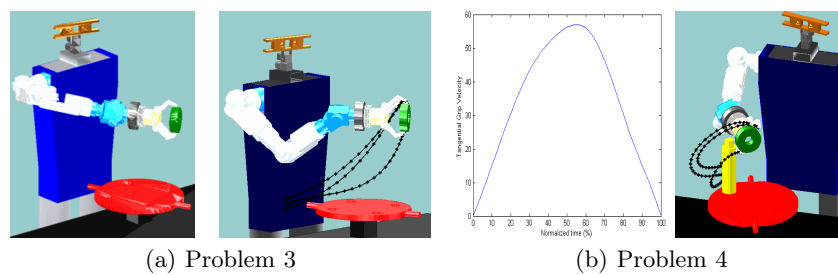 60
50
40
30
20
10
0
Tangential Grip Velocity
0 10 20 30 40 50 60 70 80 90 100
Normalized time (%)
(a) Problem 3
(b) Problem 4